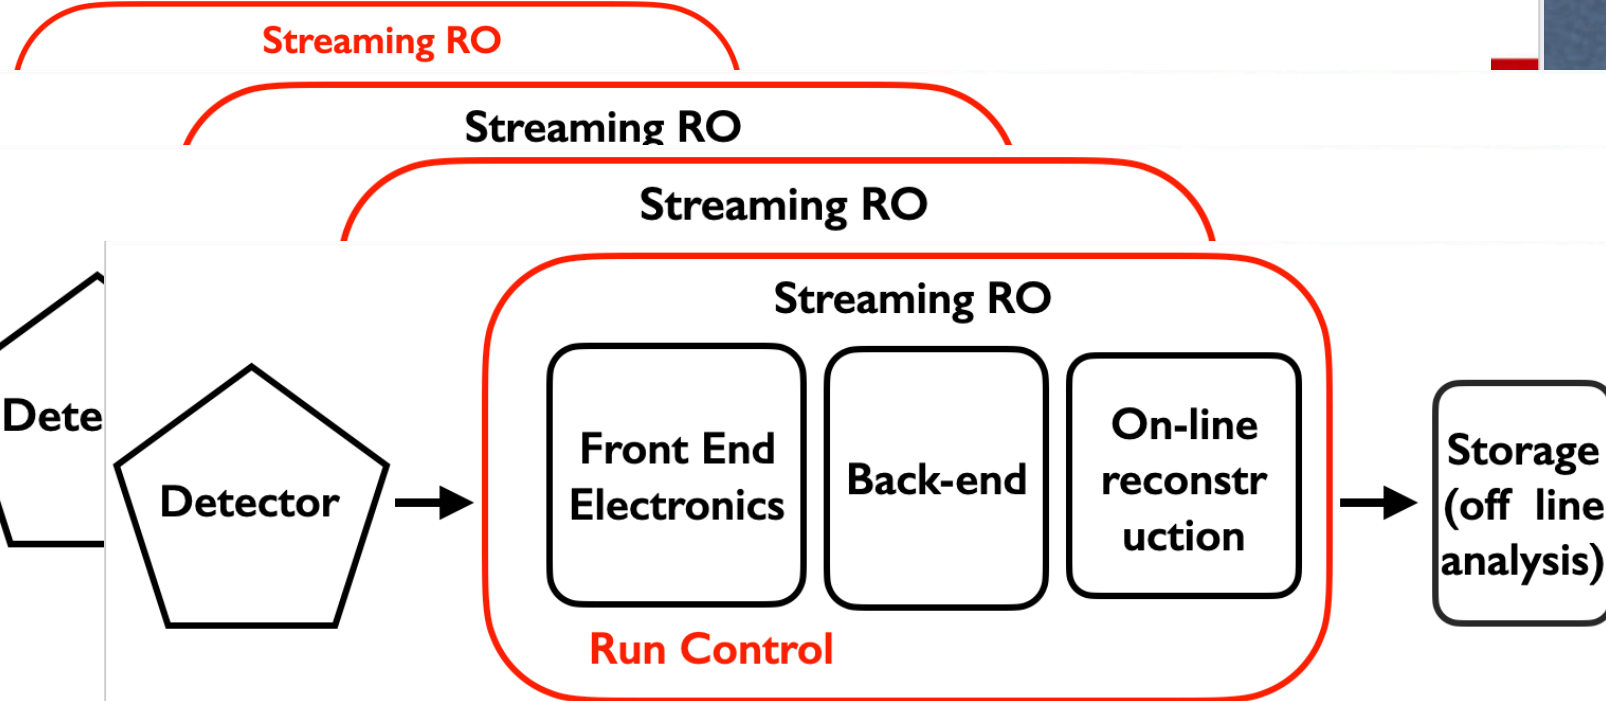 Streaming RO
Streaming RO
Streaming RO
Streaming RO
Dete
Detector
Front End
Electronics
Back-end
On-line
reconstr
uction
Storage
(off line
analysis)
Run Control